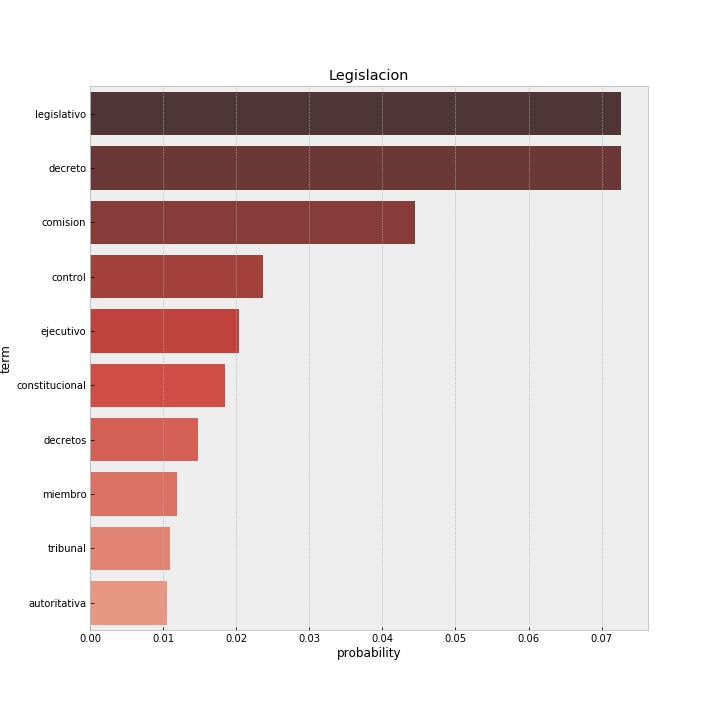 Legislacion
legislativo
decreto
comision
control
ejecutivo
constitucional
decretos
miembro
tribunal
autoritativa
term
0.00 0.01 0.02 0.03 0.04 0.05 0.06 0.07
probability